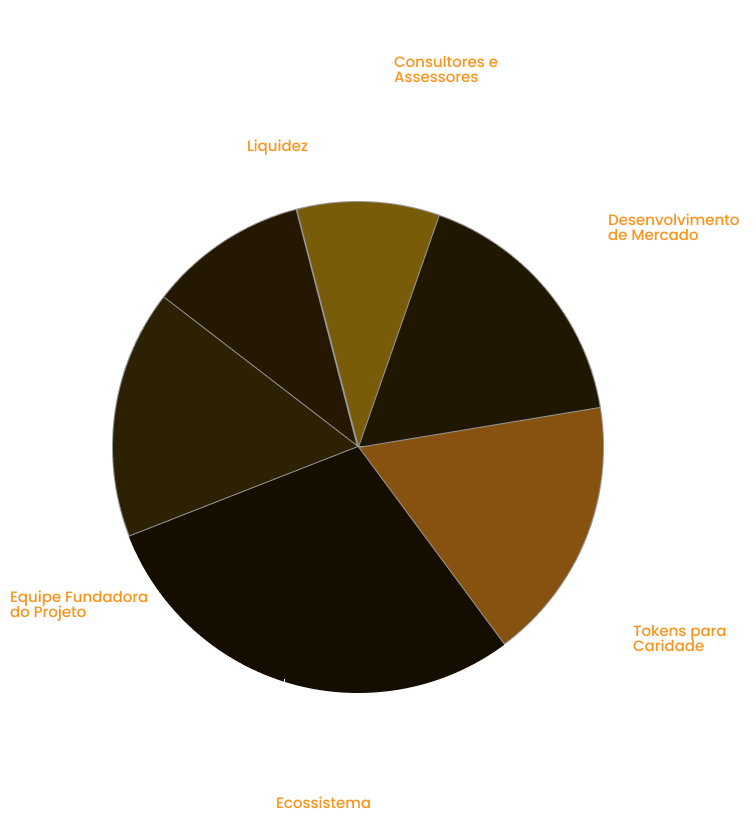 Consultores e
Assessores
Liquidez
Desenvolvimento
de Mercado
Equipe Fundadora
do Projeto
Tokens para
Caridade
Ecossistema